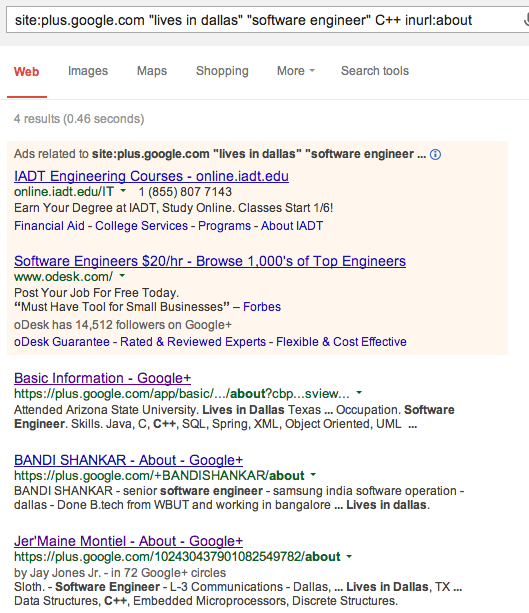 site:plus.google.com "lives in dallas" "software engineer" C++ inurl:about
Web Images Maps Shopping More Search tools
4 results (0.46 seconds)
Ads related to site:plus.google.com "lives in dallas" "software engineer ...
IADT Engineering Courses - online.iadt.edu
online.iadt.edu/IT 1 (855) 807 7143
Earn Your Degree at IADT, Study Online. Classes Start 1/6!
Financial Aid - College Services - Programs - About IADT
Software Engineers $20/hr - Browse 1,000's of Top Engineers
www.odesk.com/
Post Your Job For Free Today.
“Must Have Tool for Small Businesses” – Forbes
oDesk has 14,512 followers on Google+
oDesk Guarantee - Rated & Reviewed Experts - Flexible & Cost Effective
Basic Information - Google+
https://plus.google.com/app/basic/.../about?cbp...sview...
Attended Arizona State University. Lives in Dallas Texas ... Occupation. Software
Engineer. Skills. Java, C, C++, SQL, Spring, XML, Object Oriented, UML ...
BANDI SHANKAR - About - Google+
https://plus.google.com/+BANDISHANKAR/about
BANDI SHANKAR - senior software engineer - samsung india software operation -
dallas - Done B.tech from WBUT and working in bangalore ... Lives in dallas.
Jer'Maine Montiel - About - Google+
https://plus.google.com/102430437901082549782/about
by Jay Jones Jr. - in 72 Google+ circles
Sloth. - Software Engineer - L-3 Communications - Dallas, ... Lives in Dallas, TX ...
Data Structures, C++, Embedded Microprocessors, Discrete Structures.